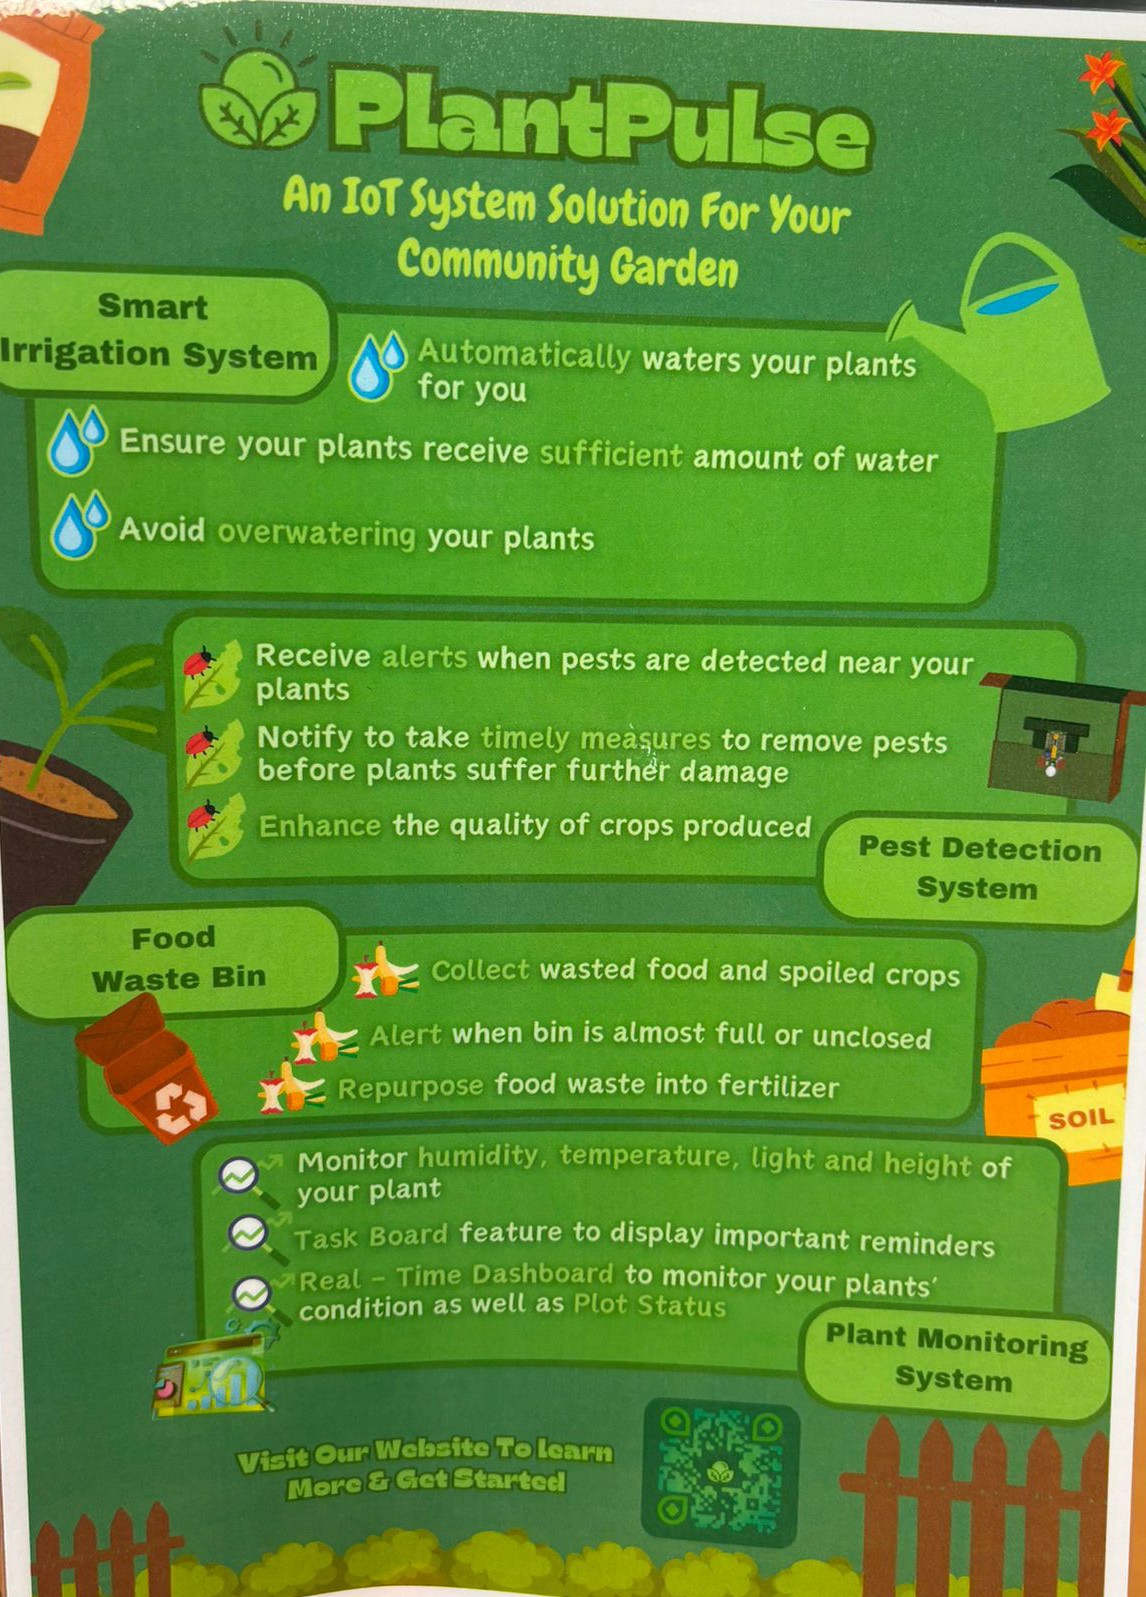 PlantPulse
An IoT System Solution For Your
Community Garden
Smart
Irrigation System
Automatically waters your plants
for you
Ensure your plants receive sufficient amount of water
Avoid overwatering your plants
Receive alerts when pests are detected near your
plants
Notify to take timely measures to remove pests
before plants suffer further damage
Enhance the quality of crops produced
Pest Detection
System
Food
Waste Bin
Collect wasted food and spoiled crops
Alert when bin is almost full or unclosed
Repurpose food waste into fertilizer
SOIL
Monitor humidity, temperature, light and height of
your plant
Task Board feature to display important reminders
Real - Time Dashboard to monitor your plants'
condition as well as Plot Status
Plant Monitoring
System
Visit Our Website To learn
More & Get Started